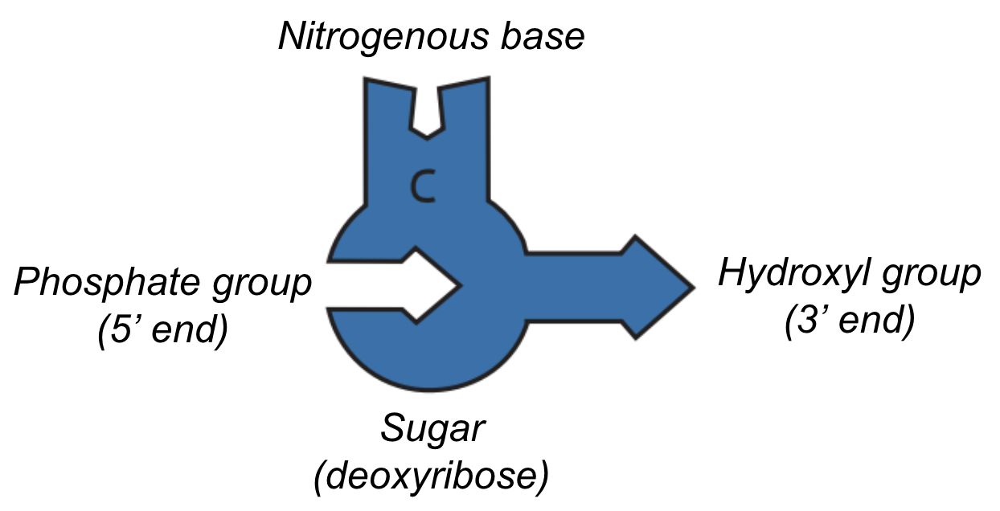 Nitrogenous base
C
Phosphate group
(5’ end)
Hydroxyl group
(3’ end)
Sugar
(deoxyribose)